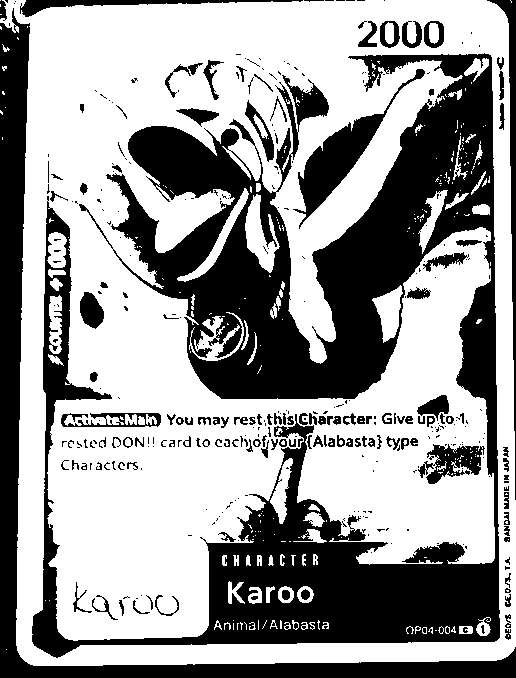 2000
COUNTER +1000
Activate:Main You may rest this Character: Give up to 1
rested DON!! card to each of your {Alabasta} type
Characters.
CHARACTER
Karoo
Karoo
Animal/Alabasta
OP04-004 C 1
BANDAI MADE IN JAPAN